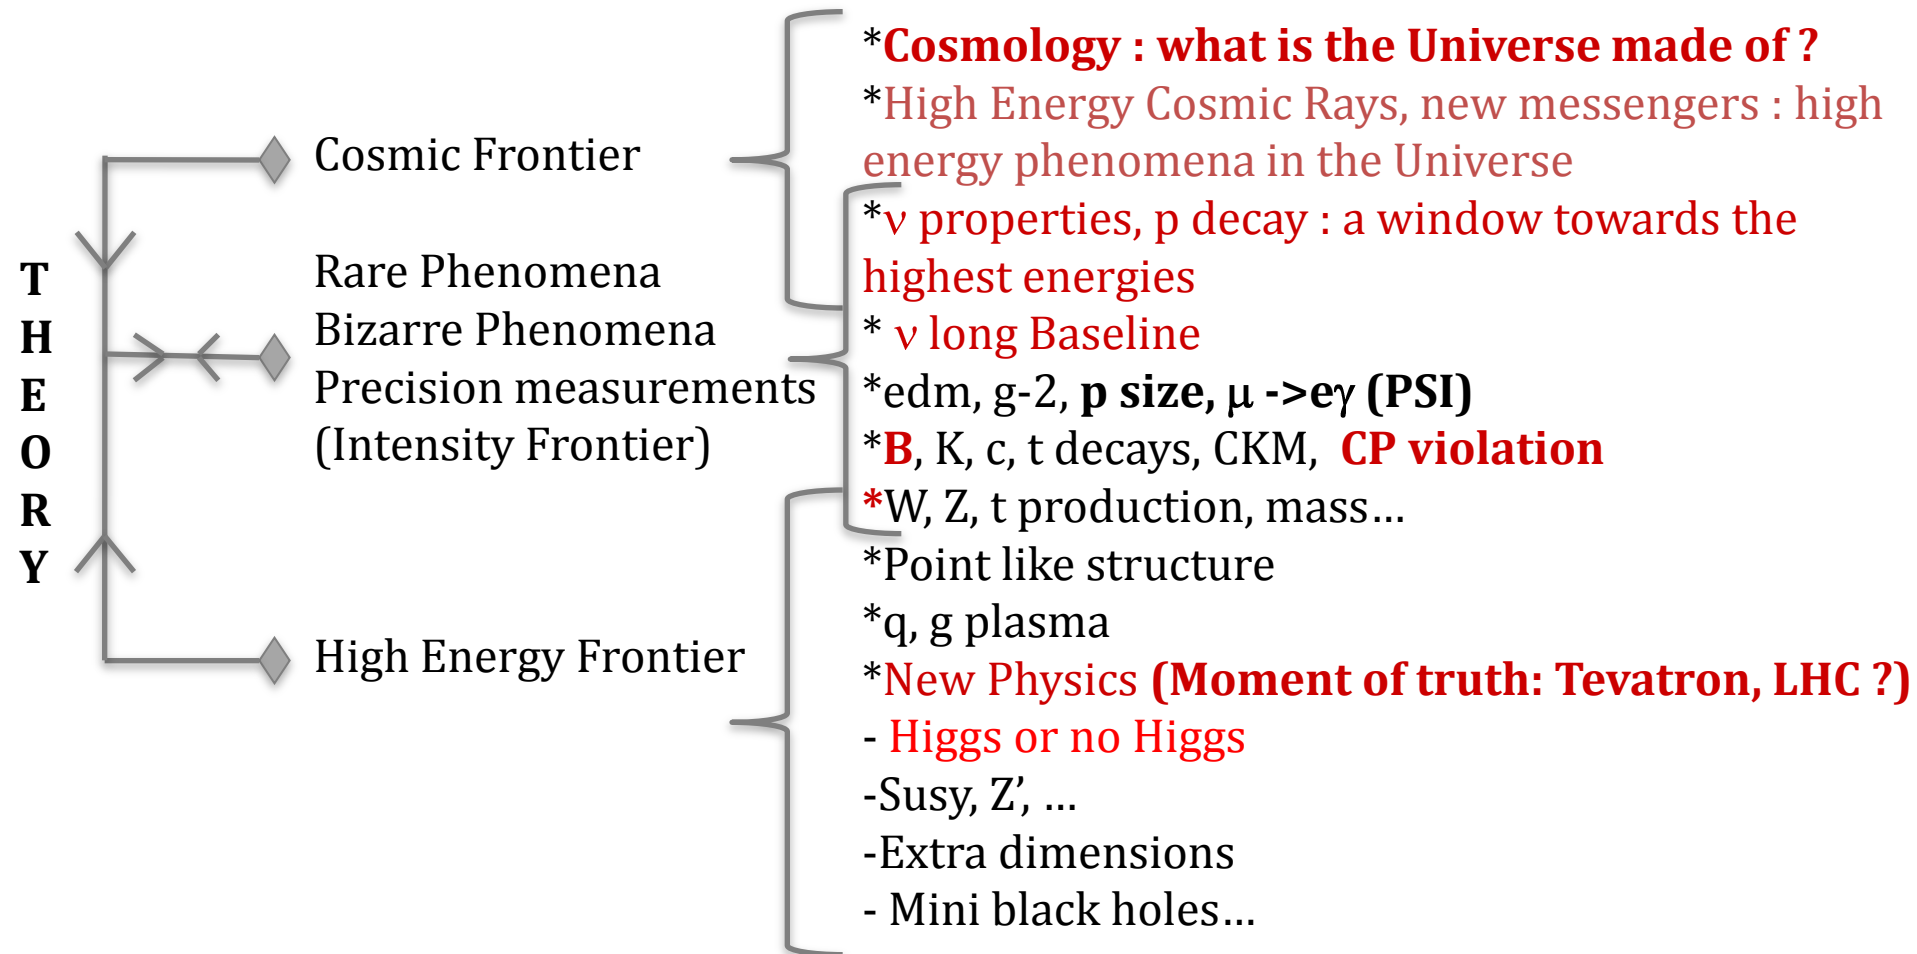 T
H
E
O
R
Y
Cosmic Frontier
Rare Phenomena
Bizarre Phenomena
Precision measurements
(Intensity Frontier)
High Energy Frontier
*Cosmology : what is the Universe made of ?
*High Energy Cosmic Rays, new messengers : high
energy phenomena in the Universe
*ν properties, p decay : a window towards the
highest energies
* ν long Baseline
*edm, g-2, p size, μ ->eγ (PSI)
*B, K, c, t decays, CKM, CP violation
*W, Z, t production, mass…
*Point like structure
*q, g plasma
*New Physics (Moment of truth: Tevatron, LHC ?)
- Higgs or no Higgs
-Susy, Z’, …
-Extra dimensions
- Mini black holes…